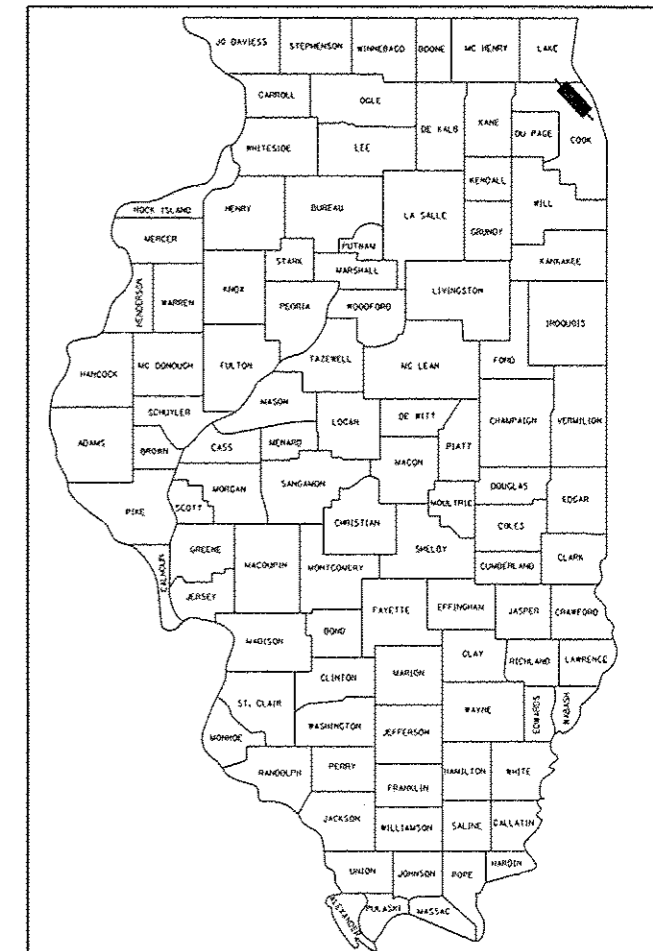 JO DAVIESS STEPHENSON WINNEBAGO BOONE MC HENRY LAKE
CARROLL OGLE DE KALB KANE DU PAGE COOK
WHITESIDE LEE KENDALL WILL
ROCK ISLAND HENRY BUREAU LA SALLE GRUNDY
MERCER STARK PUTNAM KANKAKEE
MARSHALL
HENDERSON WARREN KNOX PEORIA WOODFORD LIVINGSTON IROQUOIS
HANCOCK MC DONOUGH FULTON TAZEWELL MC LEAN FORD
SCHUYLER MASON LOGAN DE WITT CHAMPAIGN VERMILION
ADAMS BROWN CASS MENARD MACON PIATT
PIKE SCOTT MORGAN SANGAMON MOULTRIE DOUGLAS EDGAR
CHRISTIAN COLES
CALHOUN GREENE MACOUPIN MONTGOMERY SHELBY CUMBERLAND CLARK
JERSEY FAYETTE EFFINGHAM JASPER CRAWFORD
MADISON BOND CLAY RICHLAND LAWRENCE
CLINTON MARION
ST. CLAIR WASHINGTON JEFFERSON WAYNE EDWARDS WABASH
MONROE
RANDOLPH PERRY FRANKLIN HAMILTON WHITE
JACKSON WILLIAMSON SALINE GALLATIN
UNION JOHNSON POPE HARDIN
ALEXANDER PULASKI MASSAC